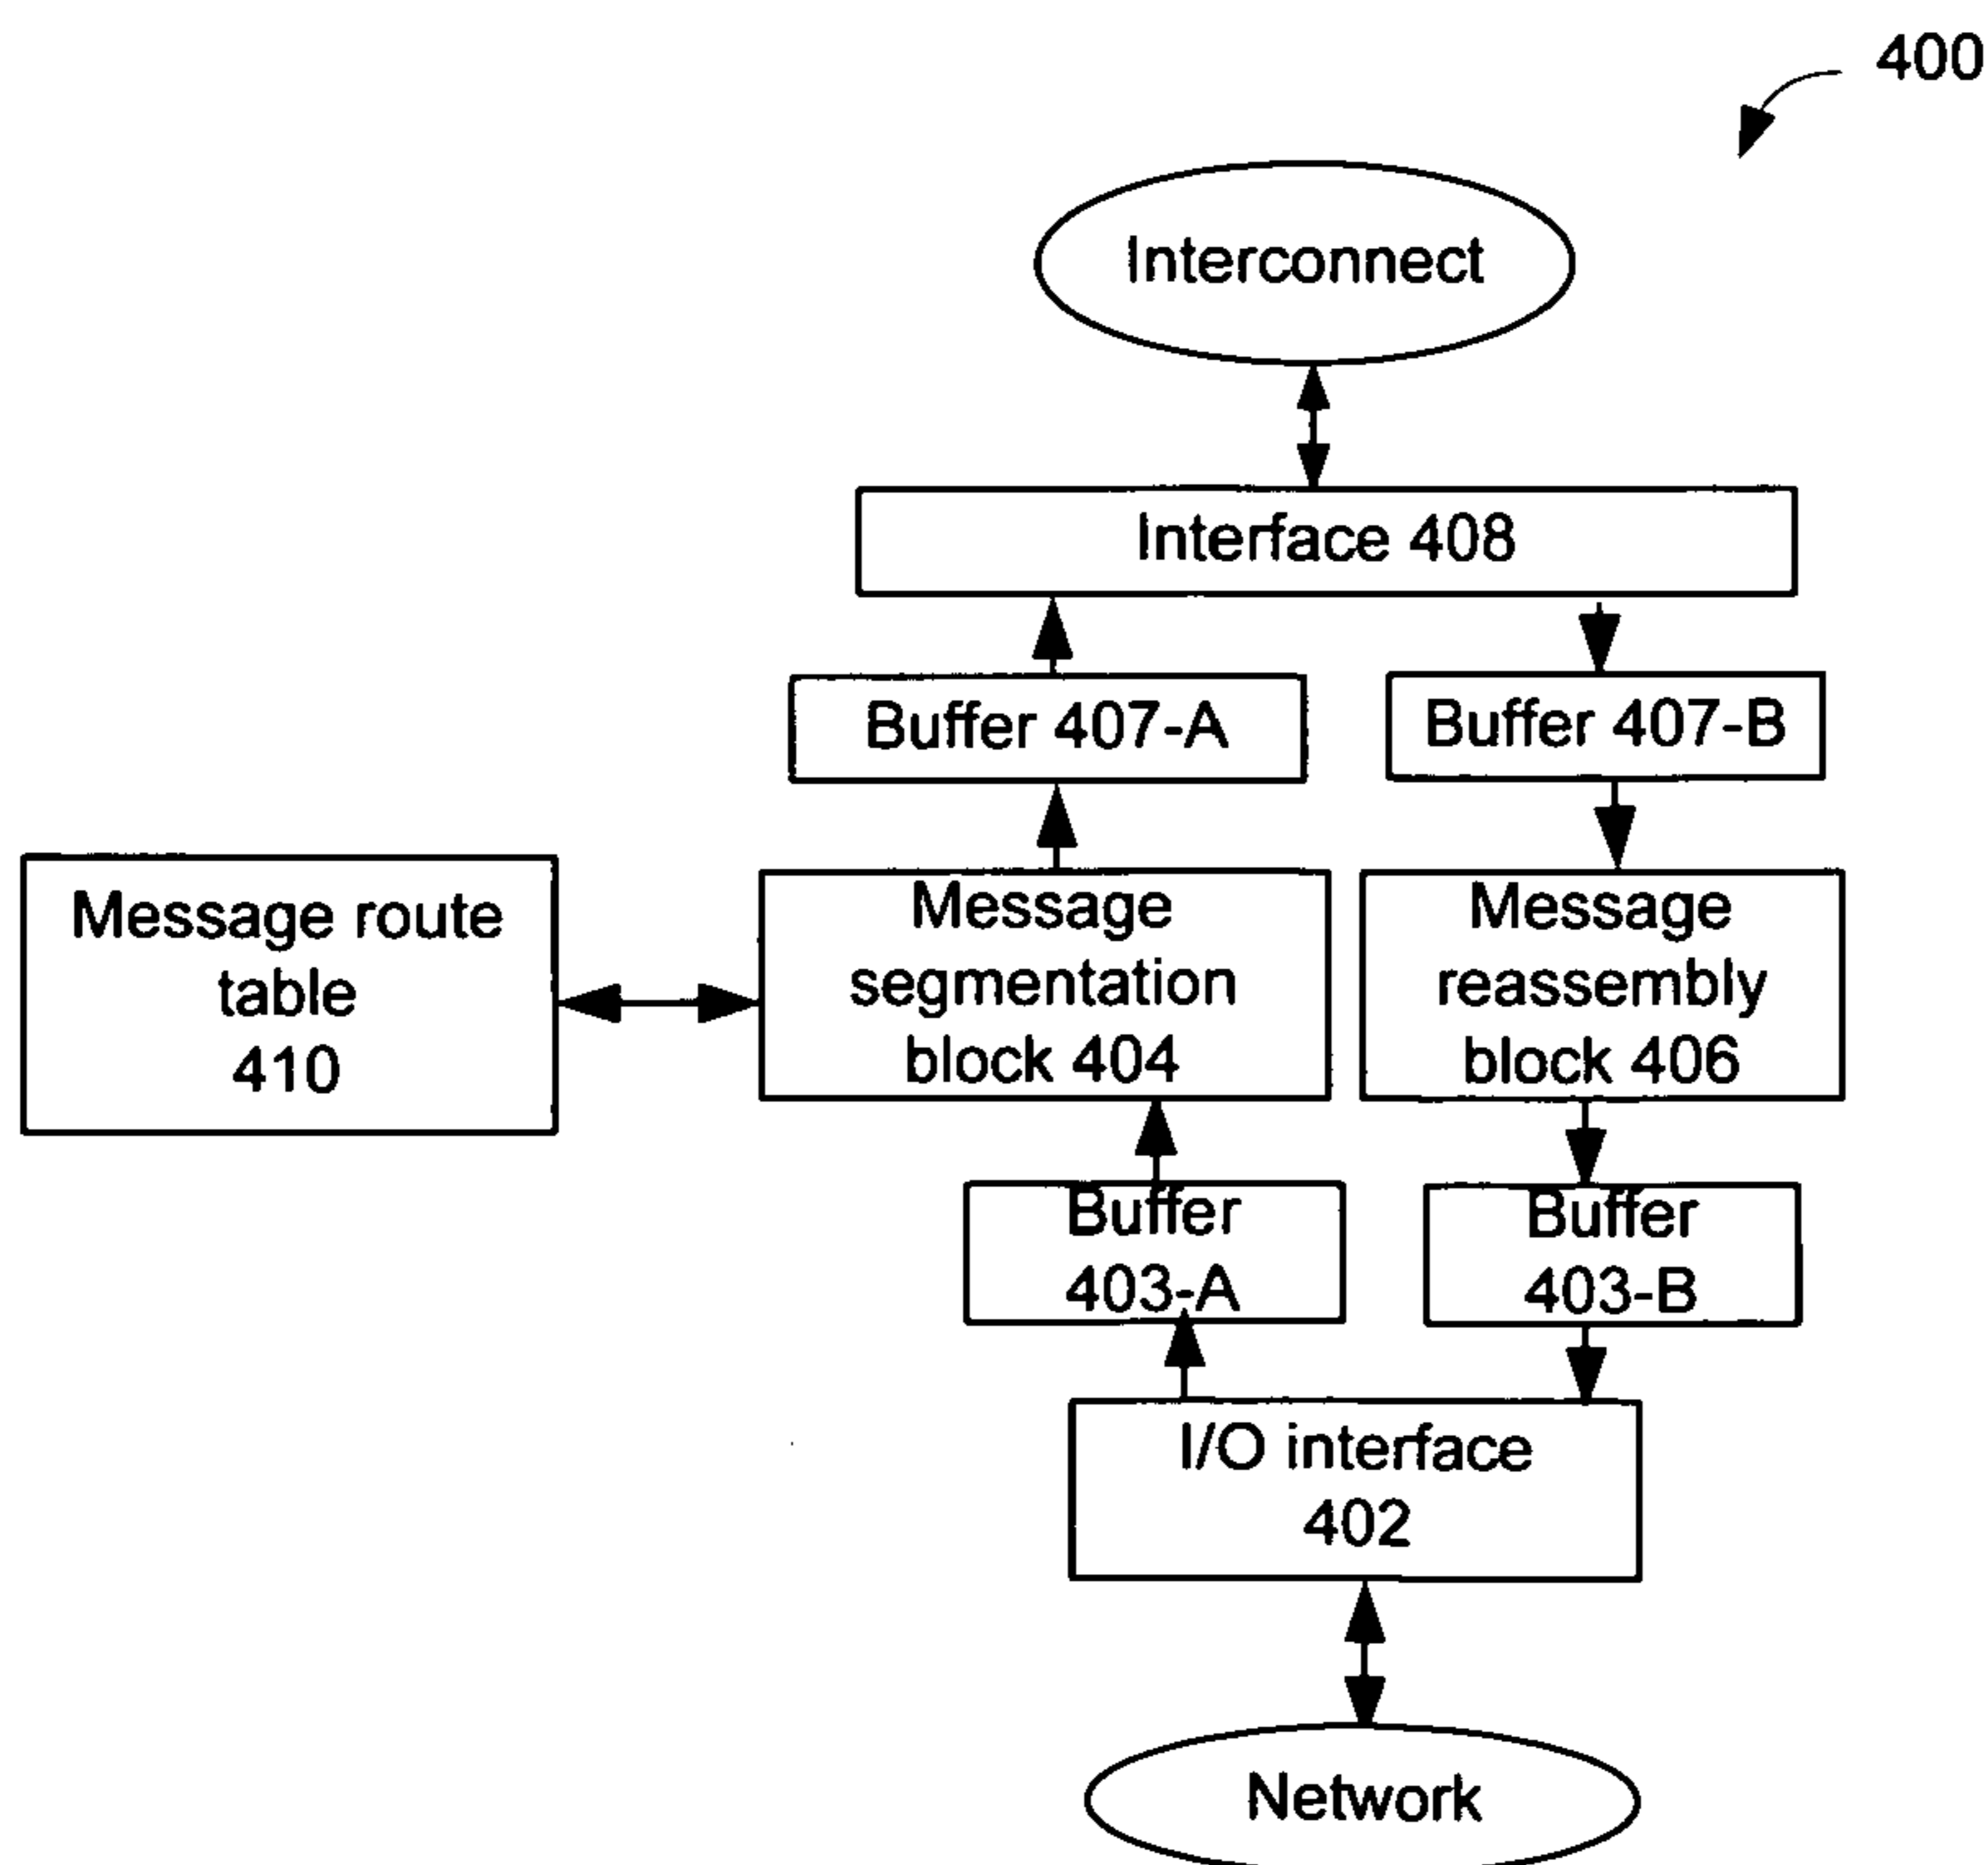 400
Interconnect
Interface 408
Buffer 407-A
Buffer 407-B
Message route
table
410
Message
segmentation
block 404
Message
reassembly
block 406
Buffer
403-A
Buffer
403-B
I/O interface
402
Network